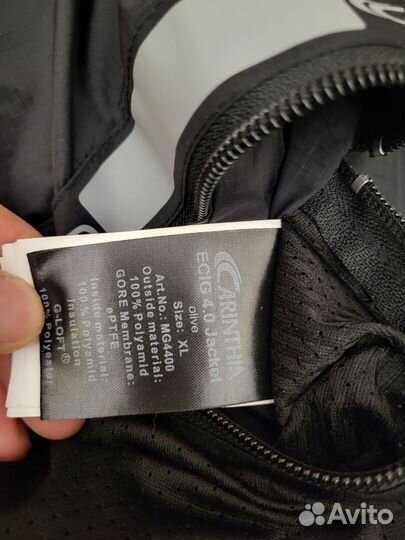 CARINTHIA
ECIG 4.0 Jacket
olive
Size: XL
Art.No.: MG4400
Outside material:
100% Polyamid
GORE Membrane:
ePTFE
Inside material:
100% Polyamid
Insulation:
G-LOFT®
100% Polyester
Avito